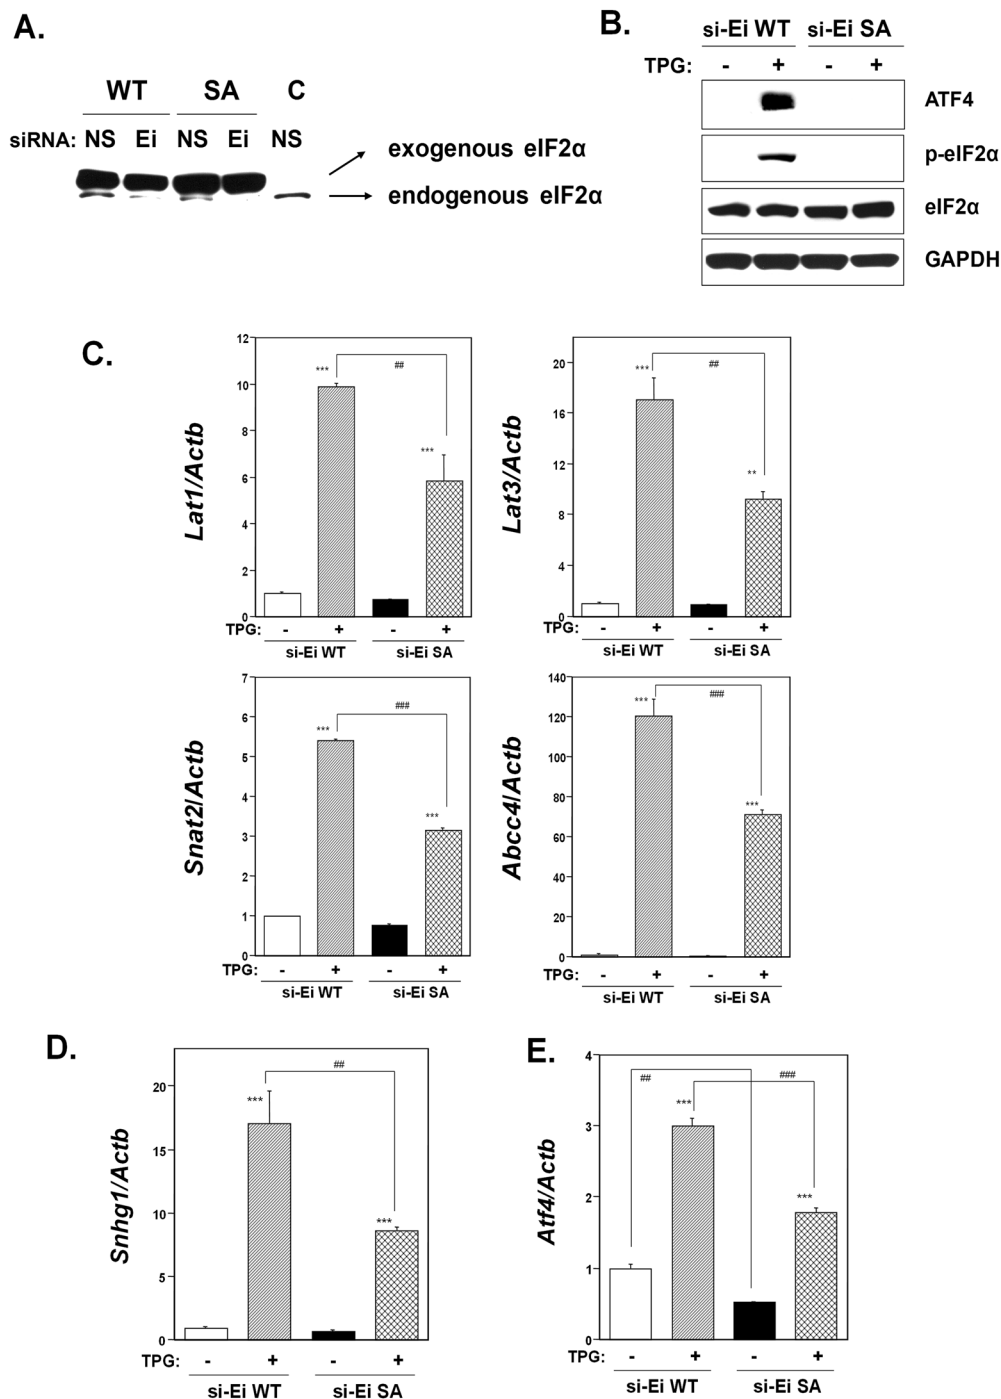 A.
WT SA C
siRNA: NS Ei NS Ei NS
exogenous eIF2α
endogenous eIF2α
B.
si-Ei WT si-Ei SA
TPG: - + - +
ATF4
p-eIF2α
eIF2α
GAPDH
C.
Lat1/Actb
12
10
8
6
4
2
0
***
##
***
TPG: - + - +
si-Ei WT si-Ei SA
Lat3/Actb
20
16
12
8
4
0
***
##
**
TPG: - + - +
si-Ei WT si-Ei SA
Snat2/Actb
7
6
5
4
3
2
1
0
***
###
***
TPG: - + - +
si-Ei WT si-Ei SA
Abcc4/Actb
140
120
100
80
60
40
20
0
***
###
***
TPG: - + - +
si-Ei WT si-Ei SA
D.
Snhg1/Actb
20
15
10
5
0
***
##
***
TPG: - + - +
si-Ei WT si-Ei SA
E.
Atf4/Actb
4
3
2
1
0
##
***
###
***
TPG: - + - +
si-Ei WT si-Ei SA